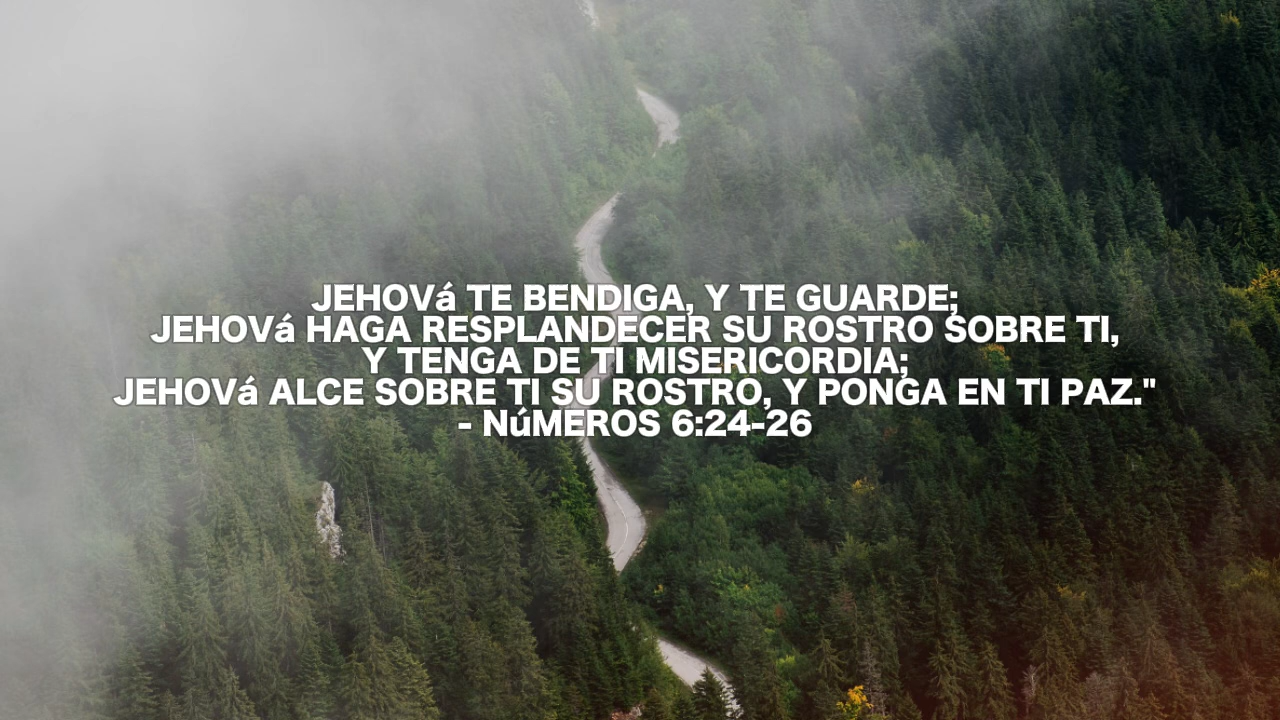 JEHOVá TE BENDIGA, Y TE GUARDE;
JEHOVá HAGA RESPLANDECER SU ROSTRO SOBRE TI,
Y TENGA DE TI MISERICORDIA;
JEHOVá ALCE SOBRE TI SU ROSTRO, Y PONGA EN TI PAZ."
- NúMEROS 6:24-26